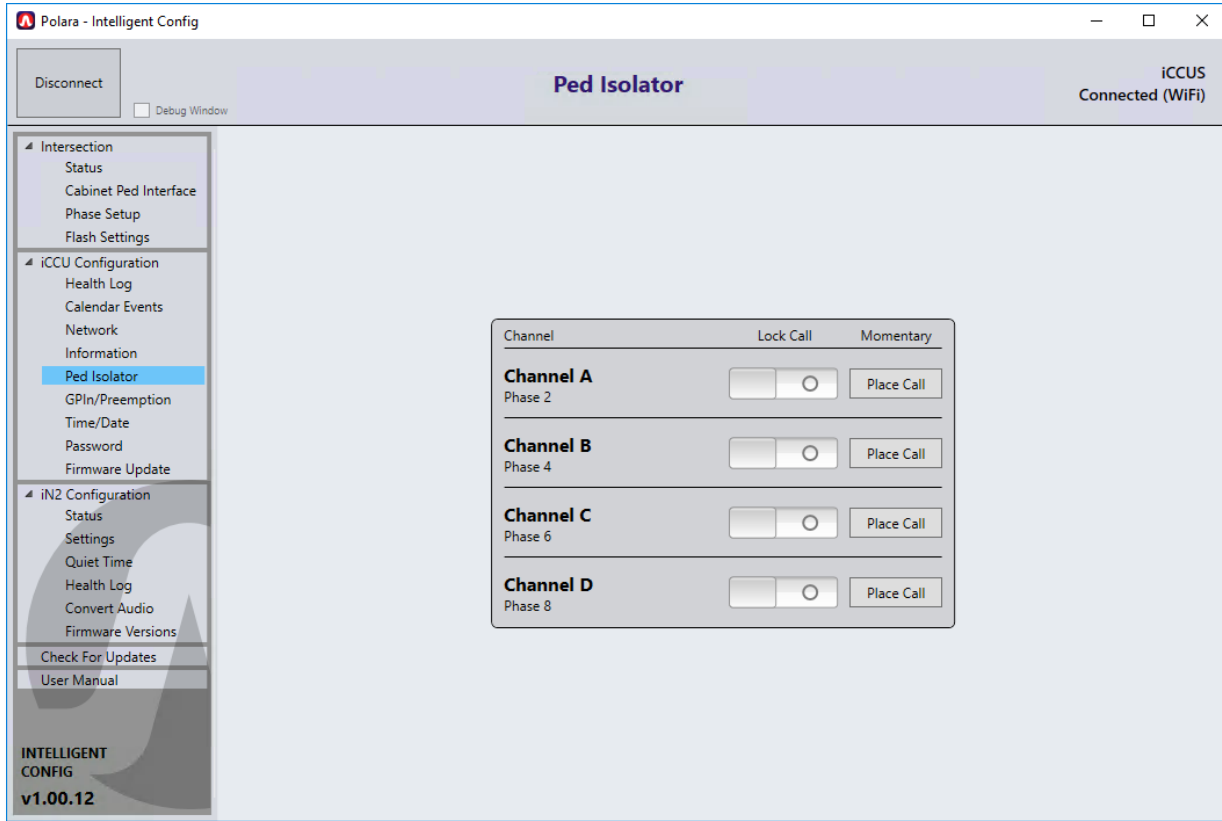 Polara - Intelligent Config
Disconnect
Debug Window
Ped Isolator
iCCUS
Connected (WiFi)
Intersection
Status
Cabinet Ped Interface
Phase Setup
Flash Settings
iCCU Configuration
Health Log
Calendar Events
Network
Information
Ped Isolator
GPIn/Preemption
Time/Date
Password
Firmware Update
iN2 Configuration
Status
Settings
Quiet Time
Health Log
Convert Audio
Firmware Versions
Check For Updates
User Manual
INTELLIGENT
CONFIG
v1.00.12
Channel Lock Call Momentary
Channel A
Phase 2
Place Call
Channel B
Phase 4
Place Call
Channel C
Phase 6
Place Call
Channel D
Phase 8
Place Call